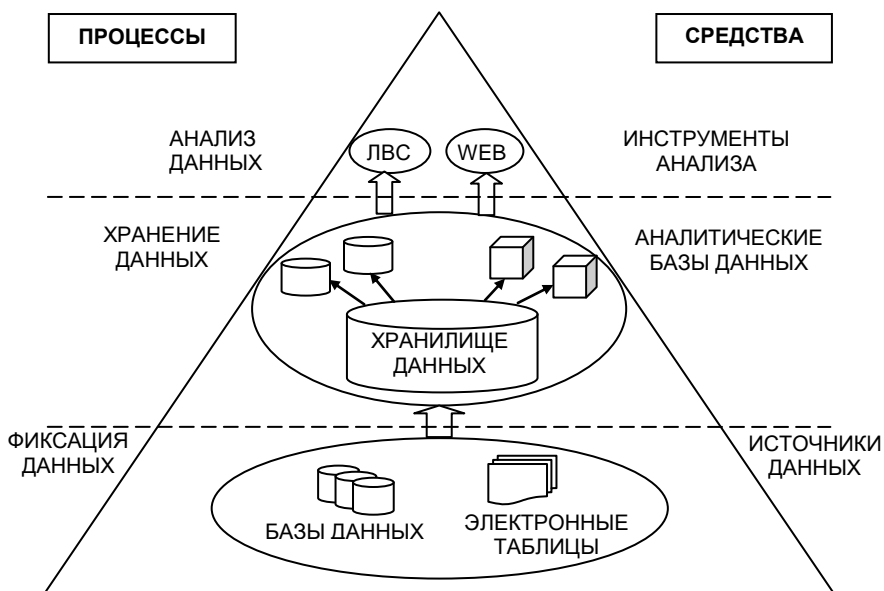 ПРОЦЕССЫ
СРЕДСТВА
АНАЛИЗ
ДАННЫХ
ЛВС
WEB
ИНСТРУМЕНТЫ
АНАЛИЗА
ХРАНЕНИЕ
ДАННЫХ
АНАЛИТИЧЕСКИЕ
БАЗЫ ДАННЫХ
ХРАНИЛИЩЕ
ДАННЫХ
ФИКСАЦИЯ
ДАННЫХ
ИСТОЧНИКИ
ДАННЫХ
БАЗЫ ДАННЫХ
ЭЛЕКТРОННЫЕ
ТАБЛИЦЫ